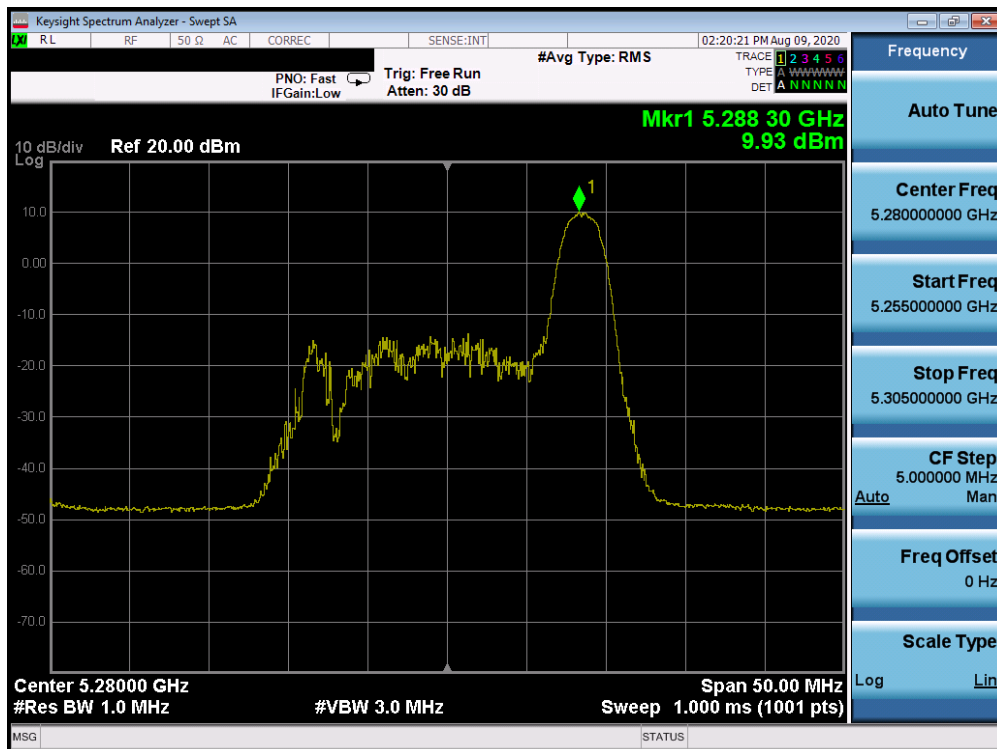 Keysight Spectrum Analyzer - Swept SA
LXI RL RF 50 Ω AC CORREC SENSE:INT 02:20:21 PM Aug 09, 2020
#Avg Type: RMS
TRACE 1 2 3 4 5 6
PNO: Fast Trig: Free Run
TYPE A WWWWW
IFGain:Low Atten: 30 dB
DET A N N N N N
Mkr1 5.288 30 GHz
9.93 dBm
10 dB/div Ref 20.00 dBm
Log
1
10.0
0.00
-10.0
-20.0
-30.0
-40.0
-50.0
-60.0
-70.0
Center 5.28000 GHz Span 50.00 MHz
#Res BW 1.0 MHz #VBW 3.0 MHz Sweep 1.000 ms (1001 pts)
MSG STATUS
Frequency
Auto Tune
Center Freq
5.280000000 GHz
Start Freq
5.255000000 GHz
Stop Freq
5.305000000 GHz
CF Step
5.000000 MHz
Auto Man
Freq Offset
0 Hz
Scale Type
Log Lin